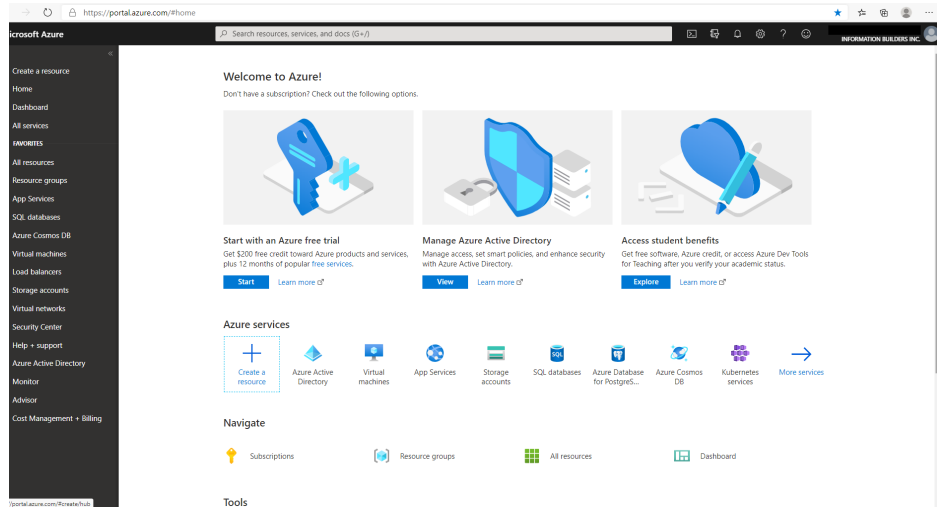 https://portal.azure.com/#home
icrosoft Azure
Search resources, services, and docs (G+/)
INFORMATION BUILDERS INC.
Create a resource
Home
Dashboard
All services
FAVORITES
All resources
Resource groups
App Services
SQL databases
Azure Cosmos DB
Virtual machines
Load balancers
Storage accounts
Virtual networks
Security Center
Help + support
Azure Active Directory
Monitor
Advisor
Cost Management + Billing
/portal.azure.com/#create/hub
Welcome to Azure!
Don't have a subscription? Check out the following options.
Start with an Azure free trial
Get $200 free credit toward Azure products and services,
plus 12 months of popular free services.
Start
Learn more
Manage Azure Active Directory
Manage access, set smart policies, and enhance security
with Azure Active Directory.
View
Learn more
Access student benefits
Get free software, Azure credit, or access Azure Dev Tools
for Teaching after you verify your academic status.
Explore
Learn more
Azure services
Create a
resource
Azure Active
Directory
Virtual
machines
App Services
Storage
accounts
SQL
SQL databases
Azure Database
for PostgreS...
Azure Cosmos
DB
Kubernetes
services
More services
Navigate
Subscriptions
Resource groups
All resources
Dashboard
Tools